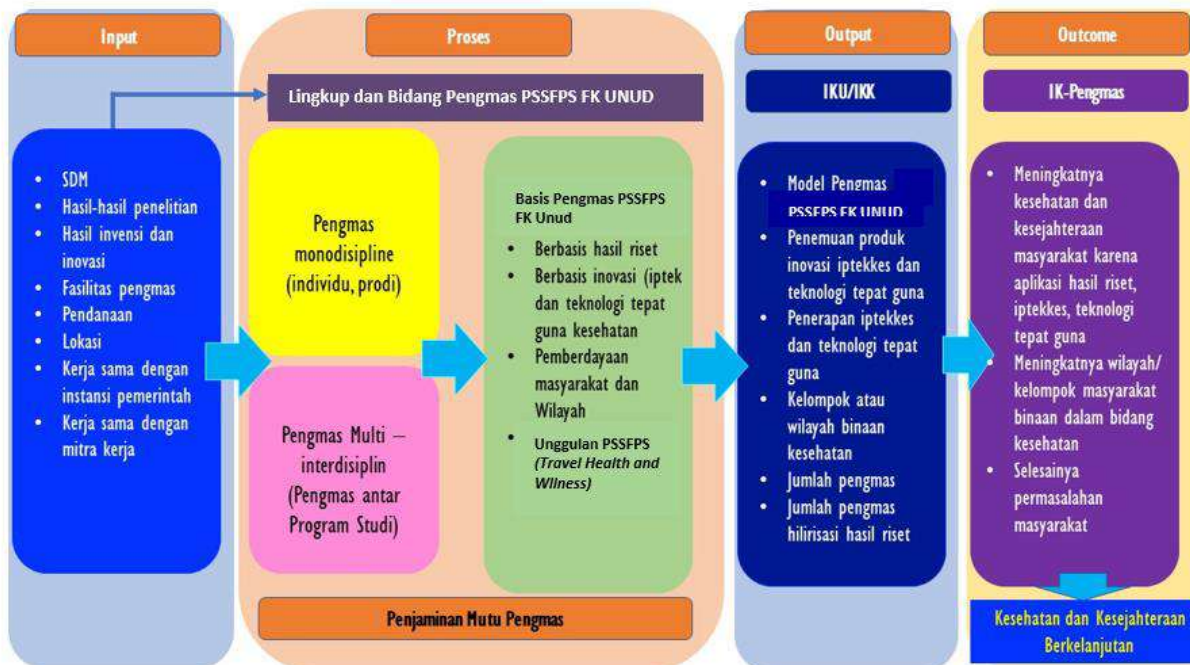 Input
Proses
Output
Outcome
Lingkup dan Bidang Pengmas PSSFPS FK UNUD
IKU/IKK
IK-Pengmas
• SDM
• Hasil-hasil penelitian
• Hasil invensi dan
inovasi
• Fasilitas pengmas
• Pendanaan
• Lokasi
• Kerja sama dengan
instansi pemerintah
• Kerja sama dengan
mitra kerja
Pengmas
monodisipline
(individu, prodi)
Pengmas Multi –
interdisiplin
(Pengmas antar
Program Studi)
Basis Pengmas PSSFPS
FK Unud
• Berbasis hasil riset
• Berbasis inovasi (iptek
dan teknologi tepat
guna kesehatan
• Pemberdayaan
masyarakat dan
Wilayah
• Unggulan PSSFPS
(Travel Health and
Wllness)
• Model Pengmas
PSSFPS FK UNUD
• Penemuan produk
inovasi iptekkes dan
teknologi tepat guna
• Penerapan iptekkes
dan teknologi tepat
guna
• Kelompok atau
wilayah binaan
kesehatan
• Jumlah pengmas
• Jumlah pengmas
hilirisasi hasil riset
• Meningkatnya
kesehatan dan
kesejahteraan
masyarakat karena
aplikasi hasil riset,
iptekkes, teknologi
tepat guna
• Meningkatnya wilayah/
kelompok masyarakat
binaan dalam bidang
kesehatan
• Selesainya
permasalahan
masyarakat
Penjaminan Mutu Pengmas
Kesehatan dan Kesejahteraan
Berkelanjutan